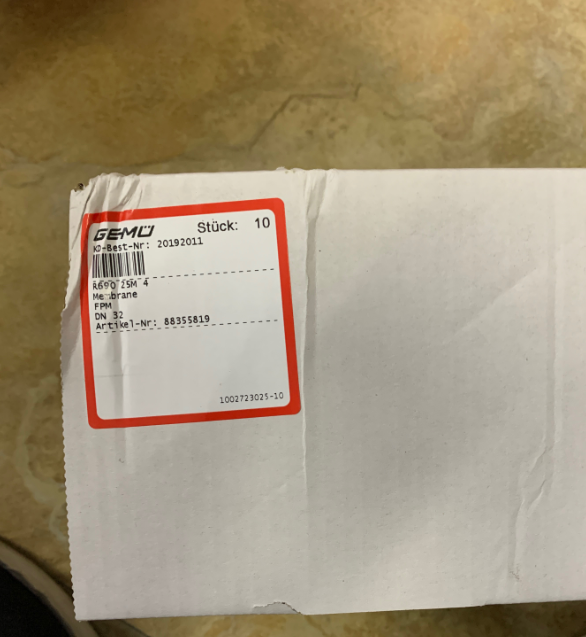 GEMÜ Stück: 10
KD-Best-Nr: 20192011
R690 25M 4
Membrane
FPM
DN 32
Artikel-Nr: 88355819
1002723025-10